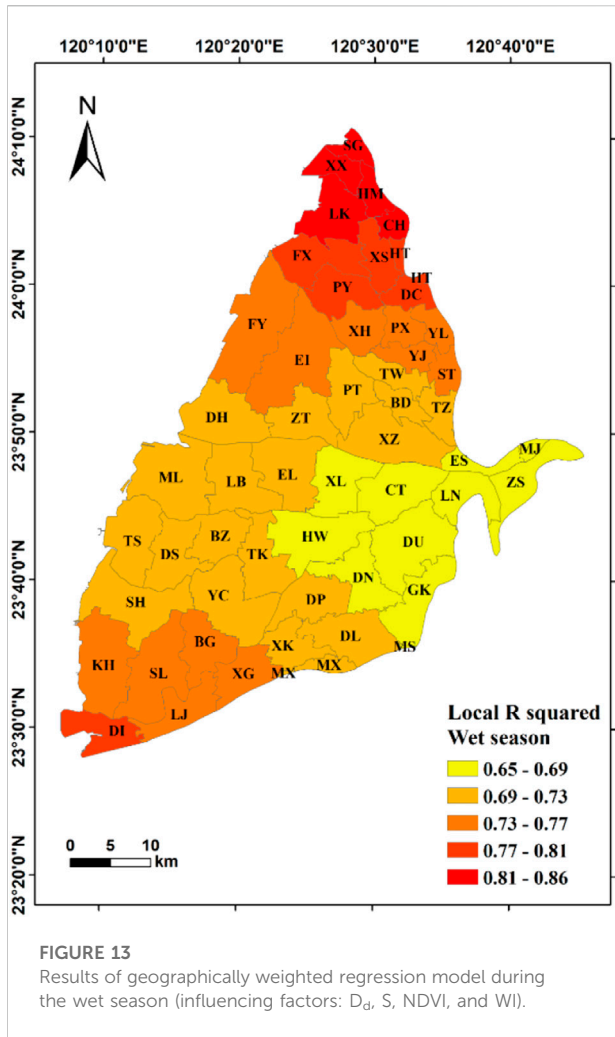 120°10'0"E 120°20'0"E 120°30'0"E 120°40'0"E
N
24°10'0"N
24°0'0"N
23°50'0"N
23°40'0"N
23°30'0"N
23°20'0"N
SG
XX
HM
LK
CH
FX XS HT
HT
PY DC
FY XH PX YL
EI YJ
TW ST
PT BD TZ
DH ZT
XZ
ES MJ
ML LB EL XL CT LN ZS
TS DS BZ TK HW DU
DN GK
SH YC DP
BG XK DL MS
KH SL XG MX MX
LJ
DI
Local R squared
Wet season
0.65 - 0.69
0.69 - 0.73
0.73 - 0.77
0.77 - 0.81
0.81 - 0.86
0 5 10
km
FIGURE 13
Results of geographically weighted regression model during
the wet season (influencing factors: Dd, S, NDVI, and WI).